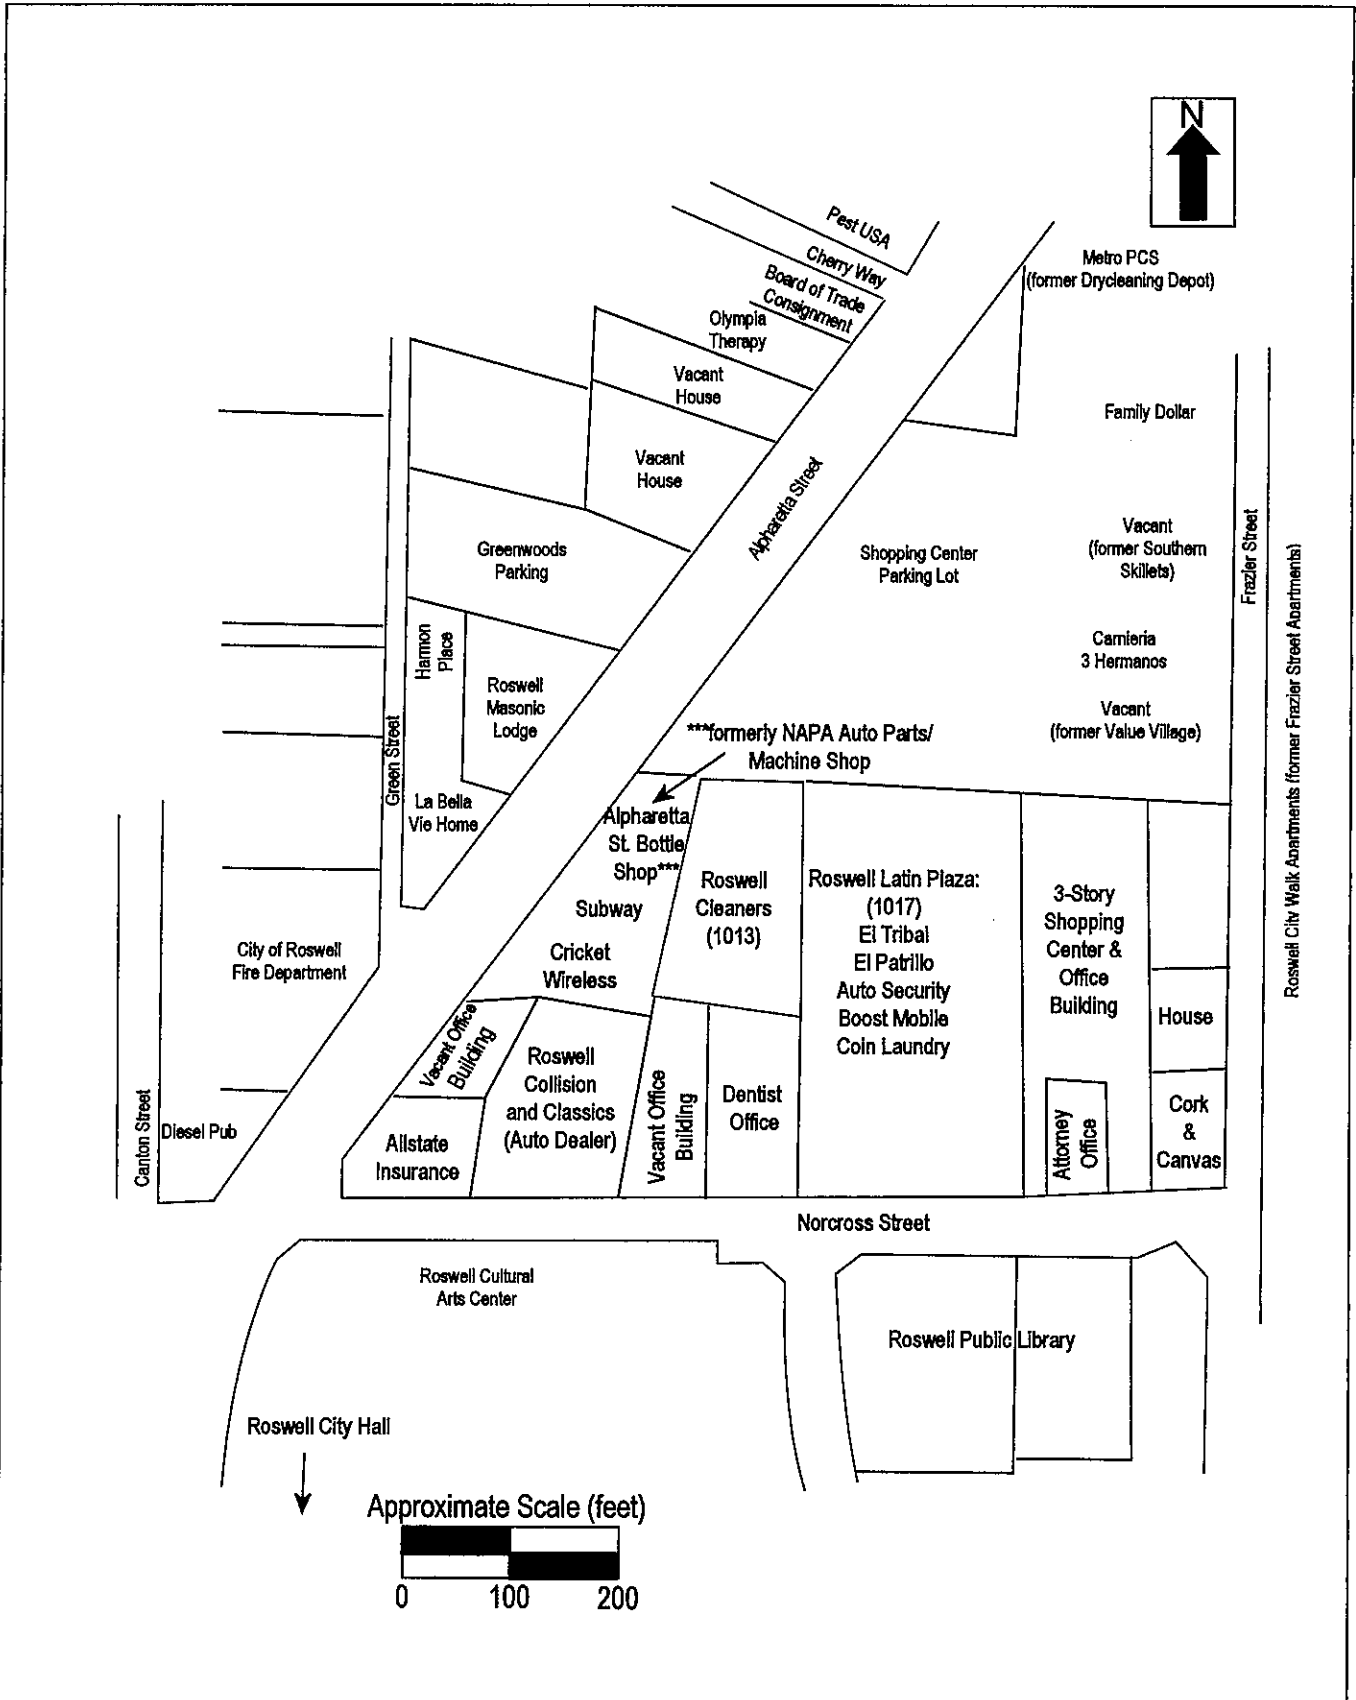 N
Pest USA
Cherry Way
Board of Trade
Consignment
Metro PCS
(former Drycleaning Depot)
Olympia
Therapy
Vacant
House
Family Dollar
Vacant
House
Alpharetta Street
Vacant
(former Southern
Skillets)
Frazier Street
Roswell City Walk Apartments (former Frazier Street Apartments)
Greenwoods
Parking
Shopping Center
Parking Lot
Harmon
Place
Carnieria
3 Hermanos
Roswell
Masonic
Lodge
Vacant
(former Value Village)
Green Street
***formerly NAPA Auto Parts/
Machine Shop
La Bella
Vie Home
Alpharetta
St. Bottle
Shop***
Subway
Cricket
Wireless
Roswell
Cleaners
(1013)
Roswell Latin Plaza:
(1017)
El Tribal
El Patrillo
Auto Security
Boost Mobile
Coin Laundry
3-Story
Shopping
Center &
Office
Building
City of Roswell
Fire Department
House
Vacant Office
Building
Roswell
Collision
and Classics
(Auto Dealer)
Vacant Office
Building
Dentist
Office
Attorney
Office
Cork
&
Canvas
Canton Street
Diesel Pub
Allstate
Insurance
Norcross Street
Roswell Cultural
Arts Center
Roswell Public Library
Roswell City Hall
Approximate Scale (feet)
0 100 200